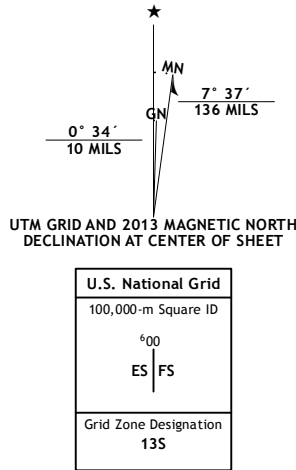 ★
MN
7° 37´
136 MILS
GN
0° 34´
10 MILS
UTM GRID AND 2013 MAGNETIC NORTH
DECLINATION AT CENTER OF SHEET
U.S. National Grid
100,000-m Square ID
⁶00
ES FS
Grid Zone Designation
13S